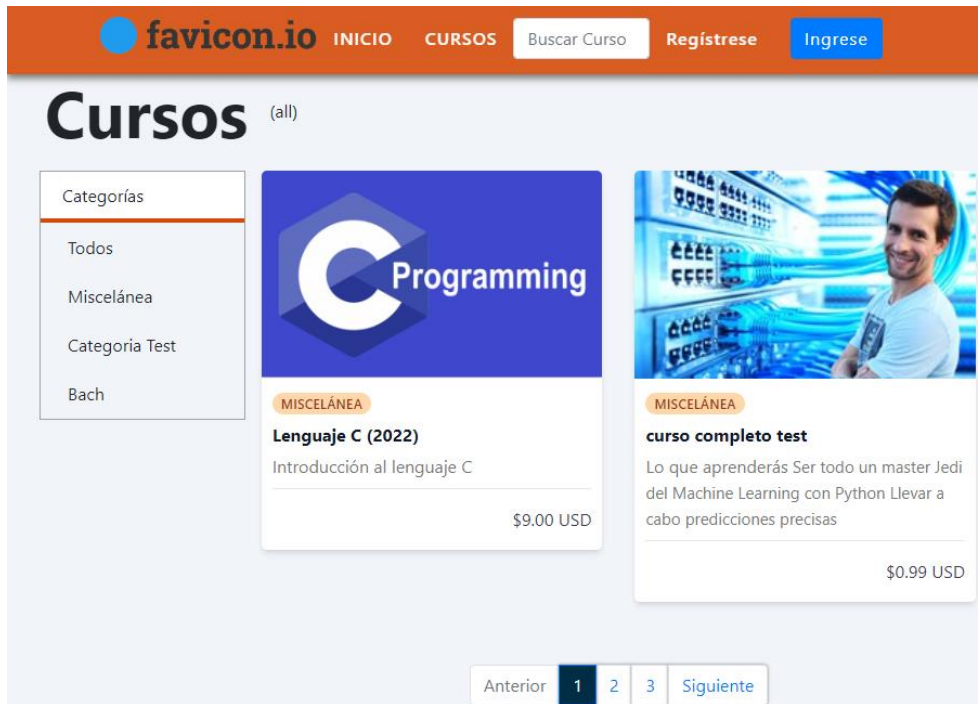 favicon.io INICIO CURSOS Buscar Curso Regístrese Ingrese
Cursos (all)
Categorías
Todos
Miscelánea
Categoria Test
Bach
C Programming
MISCELÁNEA
Lenguaje C (2022)
Introducción al lenguaje C
$9.00 USD
MISCELÁNEA
curso completo test
Lo que aprenderás Ser todo un master Jedi
del Machine Learning con Python Llevar a
cabo predicciones precisas
$0.99 USD
Anterior 1 2 3 Siguiente